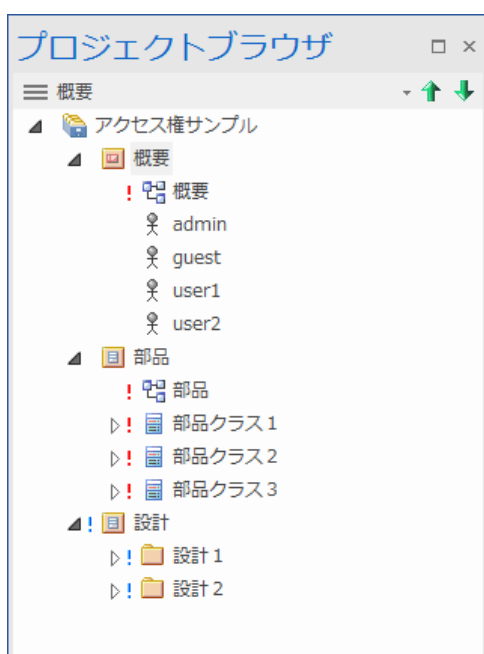 プロジェクトブラウザ
概要
アクセス権サンプル
概要
! 概要
admin
guest
user1
user2
部品
! 部品
! 部品クラス1
! 部品クラス2
! 部品クラス3
! 設計
! 設計1
! 設計2